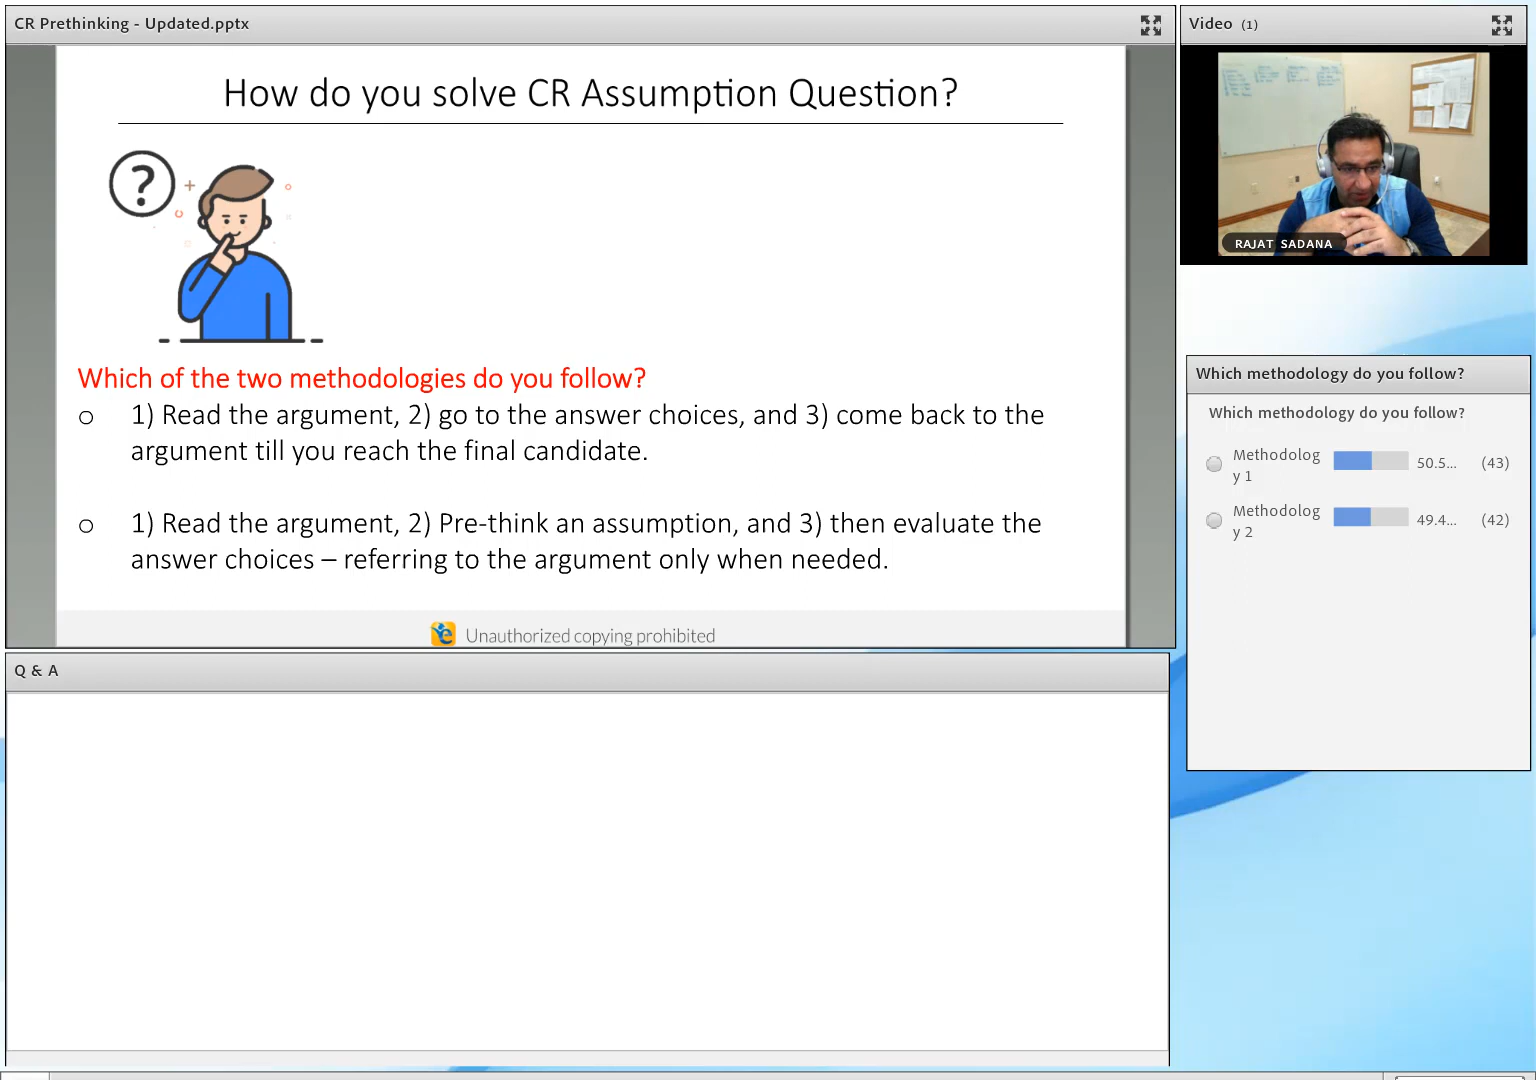 CR Prethinking - Updated.pptx
How do you solve CR Assumption Question?
?
Which of the two methodologies do you follow?
o 1) Read the argument, 2) go to the answer choices, and 3) come back to the
argument till you reach the final candidate.
o 1) Read the argument, 2) Pre-think an assumption, and 3) then evaluate the
answer choices – referring to the argument only when needed.
Unauthorized copying prohibited
Q & A
Video (1)
RAJAT SADANA
Which methodology do you follow?
Which methodology do you follow?
Methodolog 50.5... (43)
y 1
Methodolog 49.4... (42)
y 2